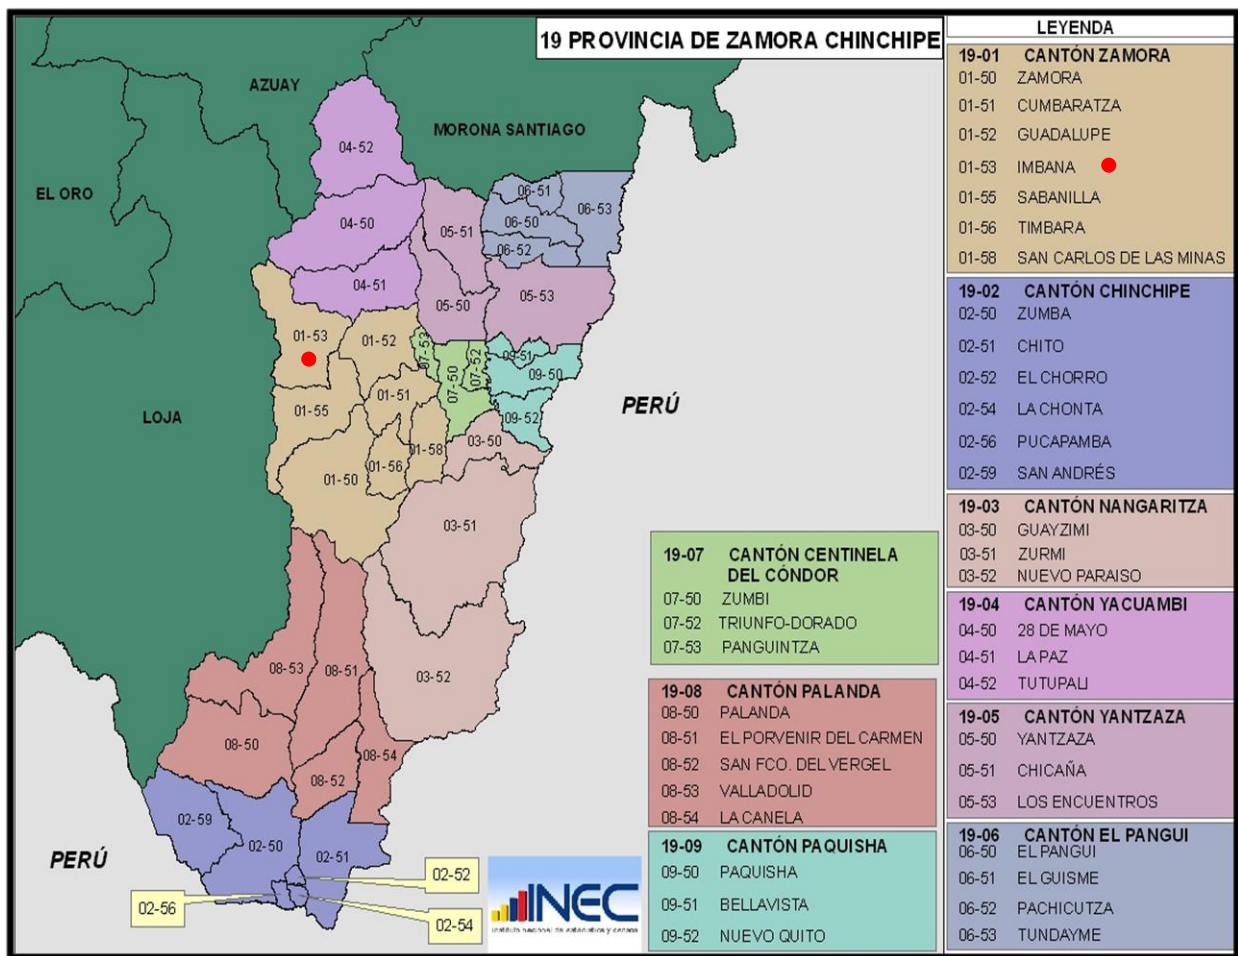 19 PROVINCIA DE ZAMORA CHINCHIPE
AZUAY
MORONA SANTIAGO
EL ORO
LOJA
PERÚ
PERÚ
04-52
04-50
04-51
05-51
05-50
05-53
06-51
06-50
06-52
06-53
01-53
01-52
01-51
01-55
01-58
01-56
01-50
07-53
07-50
07-52
09-51
09-50
09-52
03-50
03-51
03-52
08-53
08-51
08-50
08-52
08-54
02-59
02-50
02-51
02-52
02-56
02-54
INEC
instituto nacional de estadística y censos
19-07 CANTÓN CENTINELA
DEL CÓNDOR
07-50 ZUMBI
07-52 TRIUNFO-DORADO
07-53 PANGUINTZA
19-08 CANTÓN PALANDA
08-50 PALANDA
08-51 EL PORVENIR DEL CARMEN
08-52 SAN FCO. DEL VERGEL
08-53 VALLADOLID
08-54 LA CANELA
19-09 CANTÓN PAQUISHA
09-50 PAQUISHA
09-51 BELLAVISTA
09-52 NUEVO QUITO
LEYENDA
19-01 CANTÓN ZAMORA
01-50 ZAMORA
01-51 CUMBARATZA
01-52 GUADALUPE
01-53 IMBANA
01-55 SABANILLA
01-56 TIMBARA
01-58 SAN CARLOS DE LAS MINAS
19-02 CANTÓN CHINCHIPE
02-50 ZUMBA
02-51 CHITO
02-52 EL CHORRO
02-54 LA CHONTA
02-56 PUCAPAMBA
02-59 SAN ANDRÉS
19-03 CANTÓN NANGARITZA
03-50 GUAYZIMI
03-51 ZURMI
03-52 NUEVO PARAISO
19-04 CANTÓN YACUAMBI
04-50 28 DE MAYO
04-51 LA PAZ
04-52 TUTUPALI
19-05 CANTÓN YANTZAZA
05-50 YANTZAZA
05-51 CHICAÑA
05-53 LOS ENCUENTROS
19-06 CANTÓN EL PANGUI
06-50 EL PANGUI
06-51 EL GUISME
06-52 PACHICUTZA
06-53 TUNDAYME